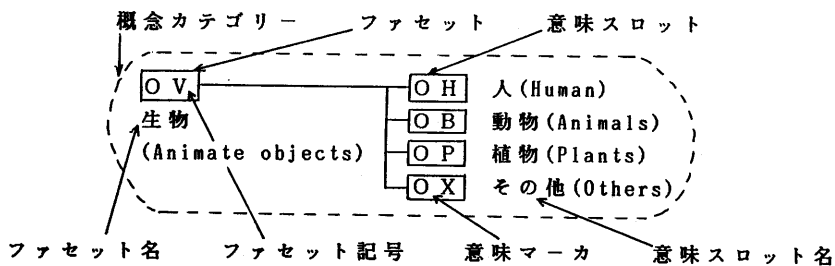 概念カテゴリー ファセット 意味スロット
OV OH 人(Human)
生物 OB 動物(Animals)
(Animate objects) OP 植物(Plants)
OX その他(Others)
ファセット名 ファセット記号 意味マーカ 意味スロット名